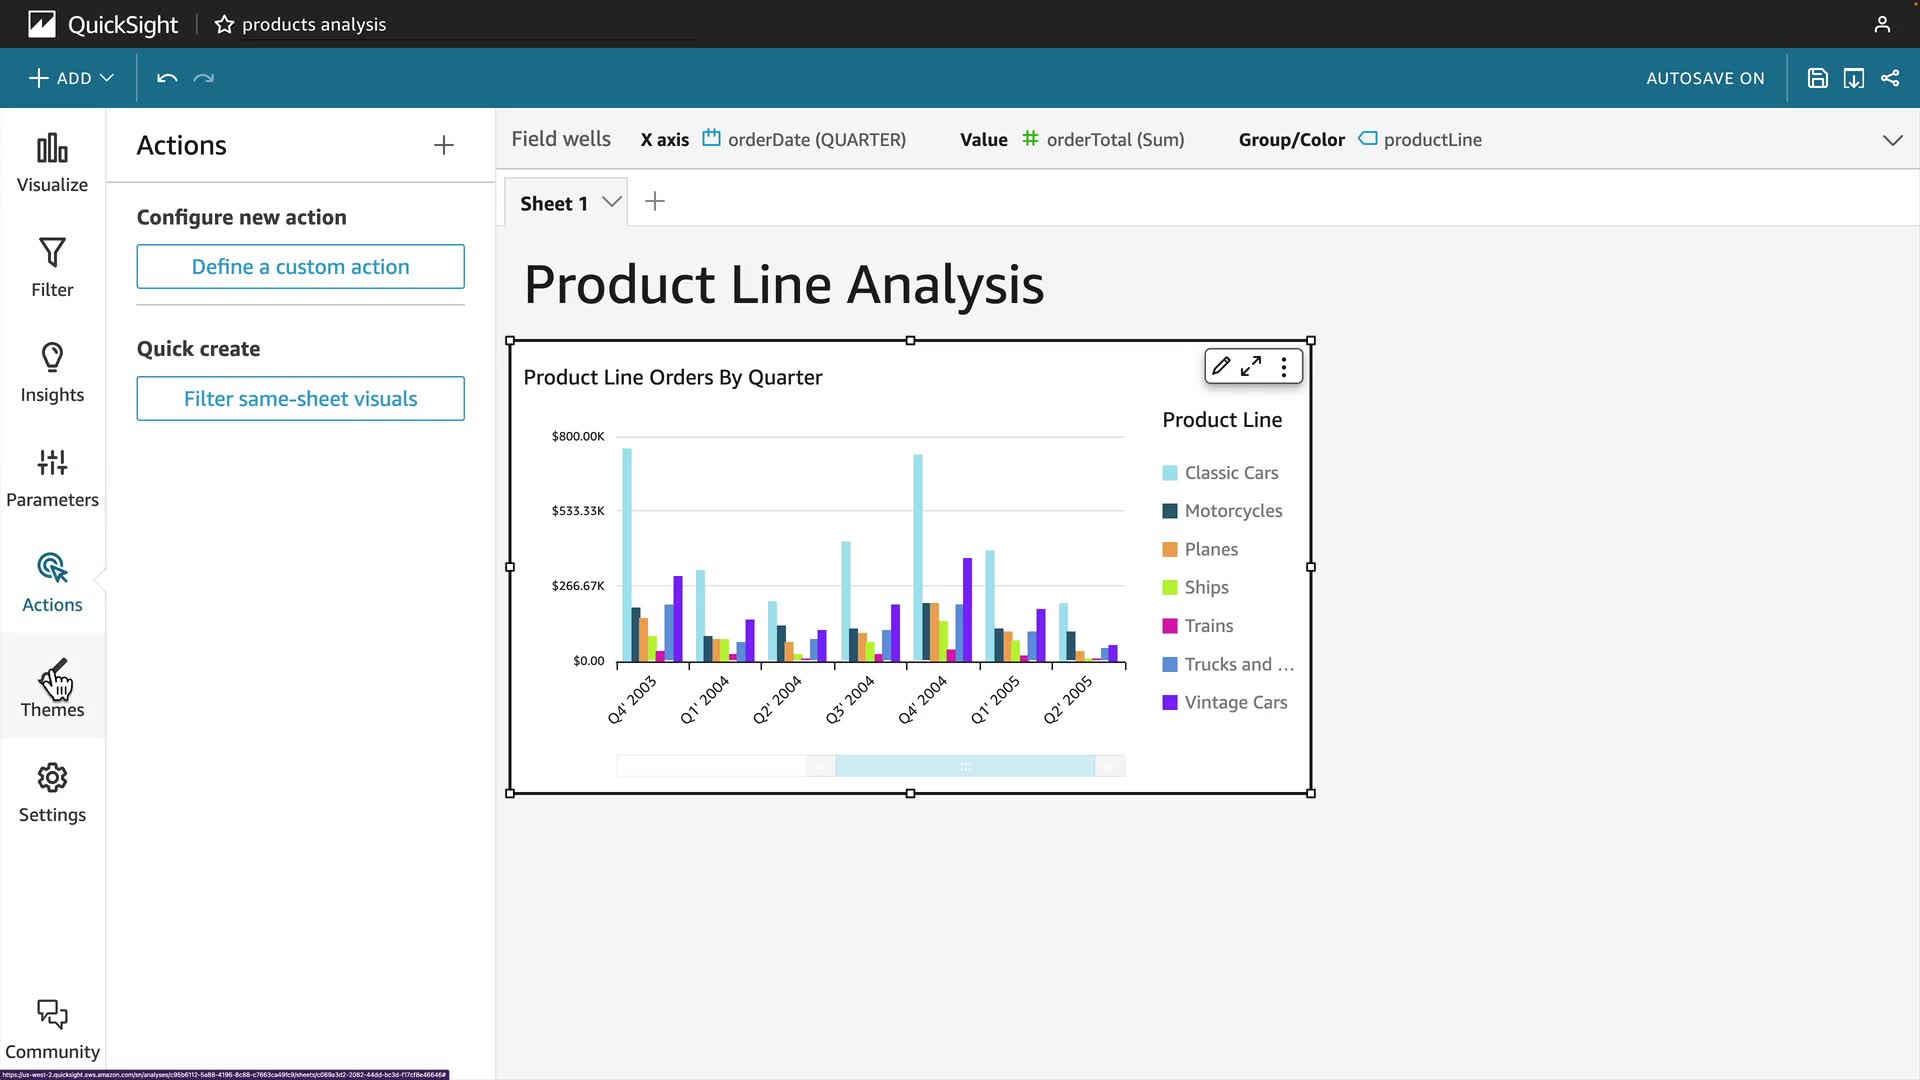 QuickSight
products analysis
ADD
AUTOSAVE ON
Visualize
Filter
Insights
Parameters
Actions
Themes
Settings
Community
Actions
Configure new action
Define a custom action
Quick create
Filter same-sheet visuals
Field wells X axis orderDate (QUARTER) Value orderTotal (Sum) Group/Color productLine
Sheet 1
Product Line Analysis
Product Line Orders By Quarter
$800.00K
$533.33K
$266.67K
$0.00
Q4' 2003
Q1' 2004
Q2' 2004
Q3' 2004
Q4' 2004
Q1' 2005
Q2' 2005
Product Line
Classic Cars
Motorcycles
Planes
Ships
Trains
Trucks and ...
Vintage Cars